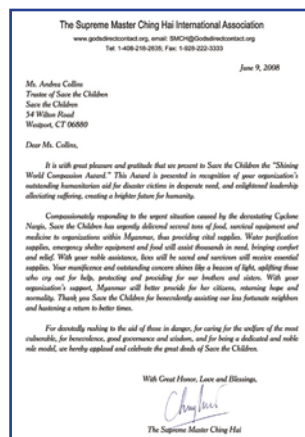 The Supreme Master Ching Hai International Association
www.godsdirectcontact.org, email: SMCH@Godsdirectcontact.org
Tel: 1-408-218-2635; Fax: 1-928-222-3333
June 9, 2008
Ms. Andrea Collins
Trustee of Save the Children
Save the Children
54 Wilton Road
Westport, CT 06880
Dear Ms. Collins,
It is with great pleasure and gratitude that we present to Save the Children the "Shining
World Compassion Award." This Award is presented in recognition of your organization's
outstanding humanitarian aid for disaster victims in desperate need, and enlightened leadership
alleviating suffering, creating a brighter future for humanity.
Compassionately responding to the urgent situation caused by the devastating Cyclone
Nargis, Save the Children has urgently delivered several tons of food, survival equipment and
medicine to organizations within Myanmar, thus providing vital supplies. Water purification
supplies, emergency shelter equipment and food will assist thousands in need, bringing comfort
and relief. With your noble assistance, lives will be saved and survivors will receive essential
supplies. Your munificence and outstanding concern shines like a beacon of light, uplifting those
who cry out for help, protecting and providing for our brothers and sisters. With your
organization's support, Myanmar will better provide for her citizens, returning hope and
normality. Thank you Save the Children for benevolently assisting our less fortunate neighbors
and hastening a return to better times.
For devotedly rushing to the aid of those in danger, for caring for the welfare of the most
vulnerable, for benevolence, good governance and wisdom, and for being a dedicated and noble
role model, we hereby applaud and celebrate the great deeds of Save the Children.
With Great Honor, Love and Blessings,
The Supreme Master Ching Hai